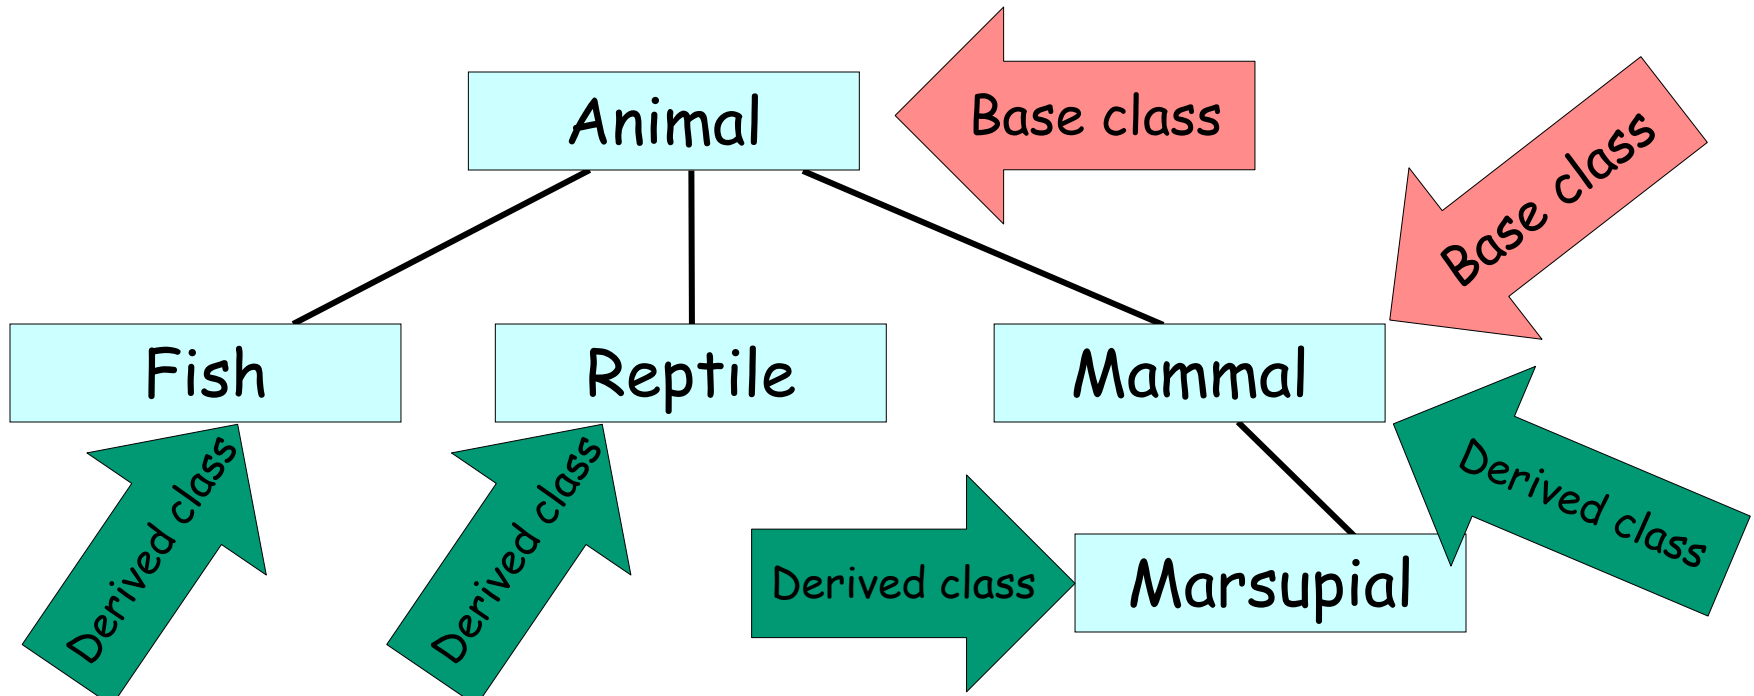 Animal
Base class
Base class
Fish
Reptile
Mammal
Derived class
Derived class
Derived class
Derived class
Marsupial